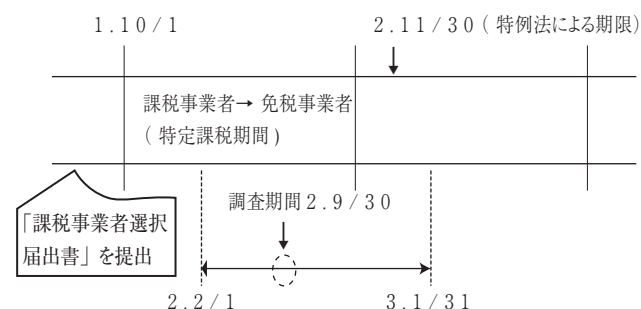 1.10/1
2.11/30(特例法による期限)
課税事業者→免税事業者
(特定課税期間)
調査期間2.9/30
「課税事業者選択
届出書」を提出
2.2/1
3.1/31